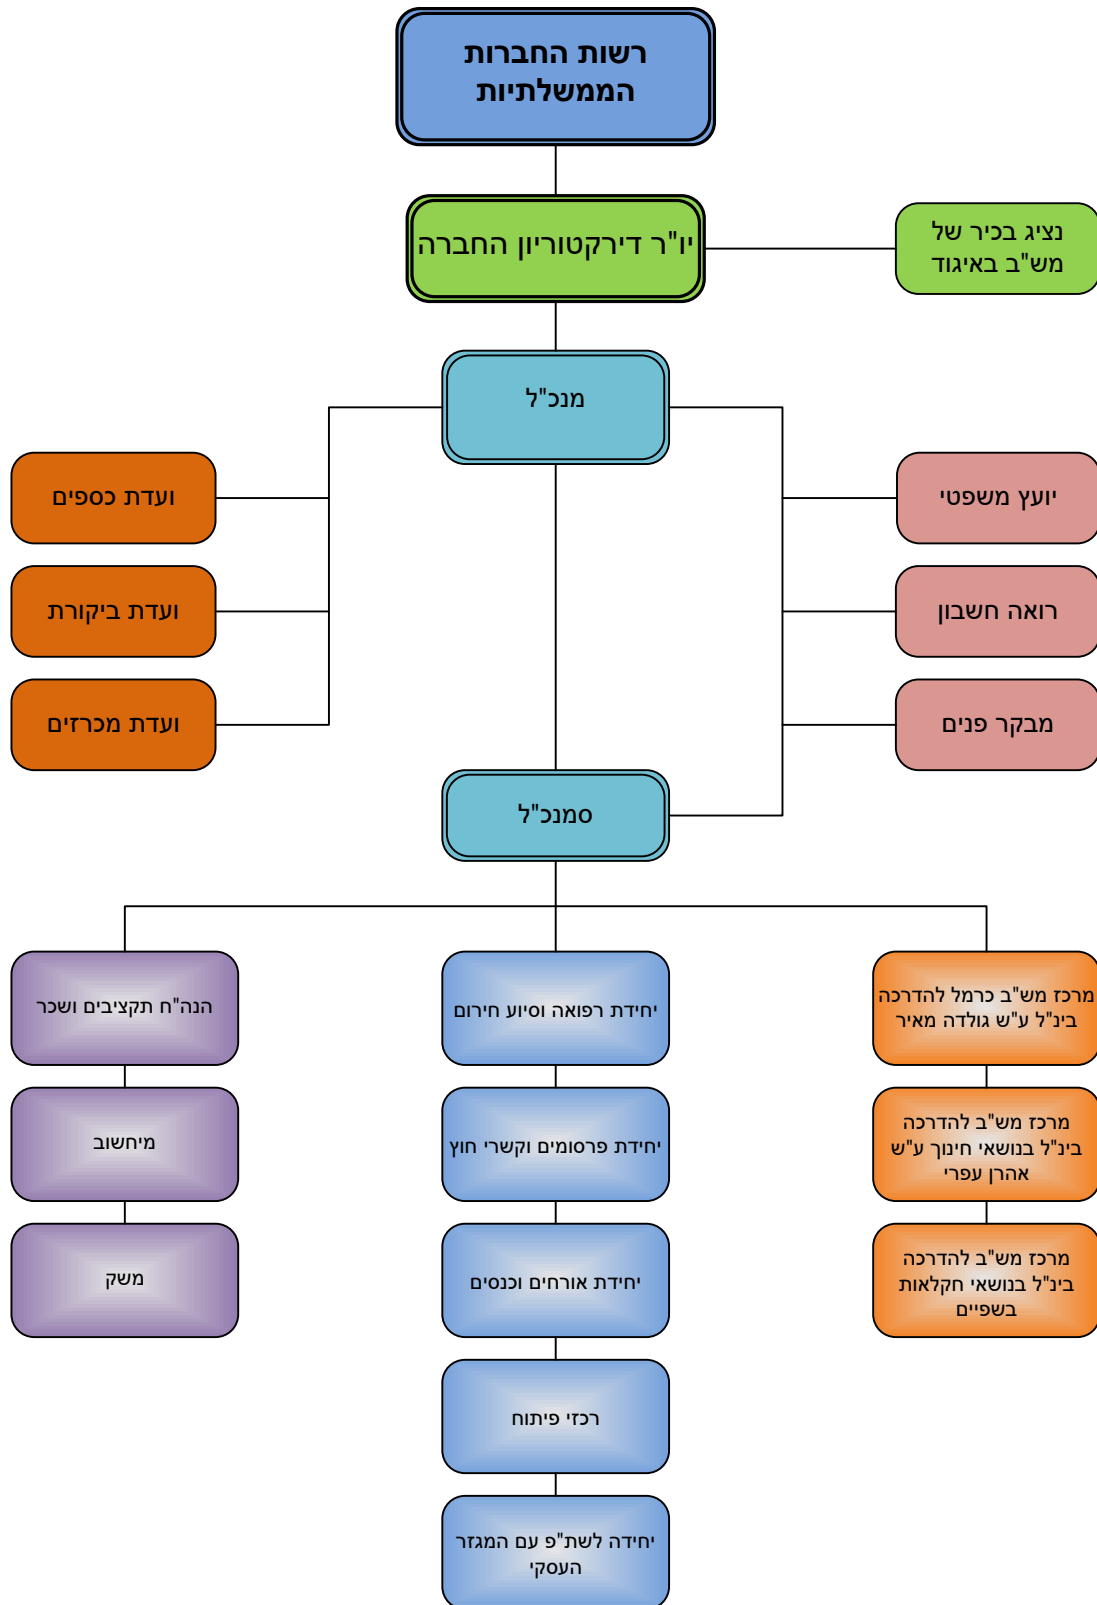 רשות החברות
הממשלתיות
יו"ר דירקטוריון החברה
נציג בכיר של
מש"ב באיגוד
מנכ"ל
יועץ משפטי
רואה חשבון
מבקר פנים
ועדת כספים
ועדת ביקורת
ועדת מכרזים
סמנכ"ל
מרכז מש"ב כרמל להדרכה
בינ"ל ע"ש גולדה מאיר
מרכז מש"ב להדרכה
בינ"ל בנושאי חינוך ע"ש
אהרן עפרי
מרכז מש"ב להדרכה
בינ"ל בנושאי חקלאות
בשפיים
יחידת רפואה וסיוע חירום
יחידת פרסומים וקשרי חוץ
יחידת אורחים וכנסים
רכזי פיתוח
יחידה לשת"פ עם המגזר
העסקי
הנה"ח תקציבים ושכר
מיחשוב
משק